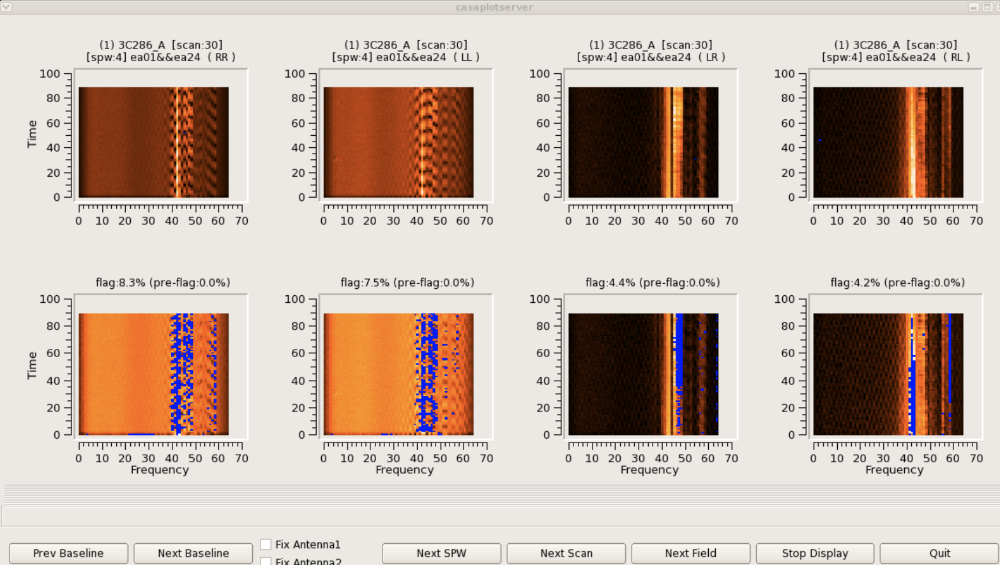 casaplotserver
(1) 3C286_A [scan:30]
[spw:4] ea01&&ea24 ( RR )
(1) 3C286_A [scan:30]
[spw:4] ea01&&ea24 ( LL )
(1) 3C286_A [scan:30]
[spw:4] ea01&&ea24 ( LR )
(1) 3C286_A [scan:30]
[spw:4] ea01&&ea24 ( RL )
Time
100
80
60
40
20
0
0 10 20 30 40 50 60 70
100
80
60
40
20
0
0 10 20 30 40 50 60 70
100
80
60
40
20
0
0 10 20 30 40 50 60 70
100
80
60
40
20
0
0 10 20 30 40 50 60 70
flag:8.3% (pre-flag:0.0%)
flag:7.5% (pre-flag:0.0%)
flag:4.4% (pre-flag:0.0%)
flag:4.2% (pre-flag:0.0%)
Time
100
80
60
40
20
0
0 10 20 30 40 50 60 70
Frequency
100
80
60
40
20
0
0 10 20 30 40 50 60 70
Frequency
100
80
60
40
20
0
0 10 20 30 40 50 60 70
Frequency
100
80
60
40
20
0
0 10 20 30 40 50 60 70
Frequency
Prev Baseline
Next Baseline
Fix Antenna1
Fix Antenna2
Next SPW
Next Scan
Next Field
Stop Display
Quit